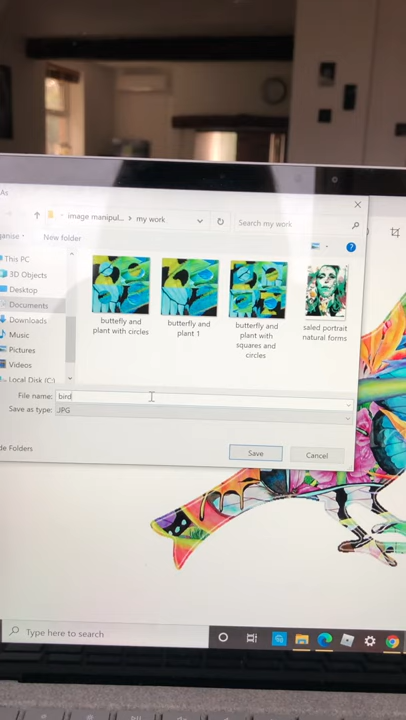 As
image manipul... > my work
Search my work
New folder
This PC
3D Objects
Desktop
Documents
Downloads
Music
Pictures
Videos
Local Disk (C:)
buttefly and plant with circles
butterfly and plant 1
butterfly and plant with squares and circles
saled portrait natural forms
File name: bird
Save as type: .JPG
de Folders
Save
Cancel
Type here to search